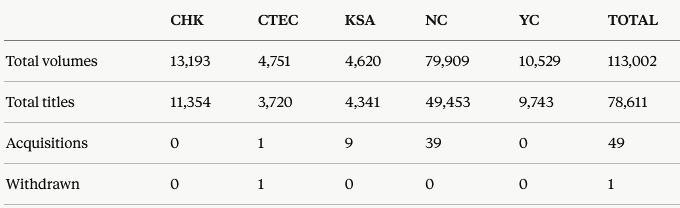 CHK CTEC KSA NC YC TOTAL
Total volumes 13,193 4,751 4,620 79,909 10,529 113,002
Total titles 11,354 3,720 4,341 49,453 9,743 78,611
Acquisitions 0 1 9 39 0 49
Withdrawn 0 1 0 0 0 1